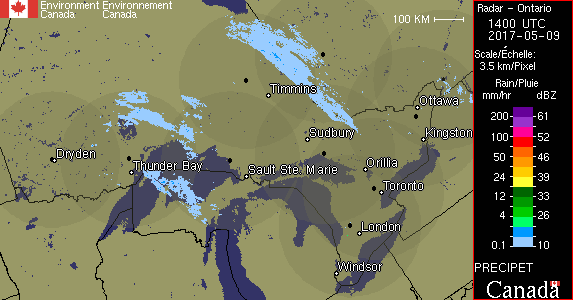 Environment Environnement
Canada Canada
100 KM
Timmins
Ottawa
Sudbury
Kingston
Dryden
Thunder Bay
Sault Ste. Marie
Orillia
Toronto
London
Windsor
Radar - Ontario
1400 UTC
2017-05-09
Scale/Échelle:
3.5 km/Pixel
Rain/Pluie
mm/hr dBZ
200 61
100 52
50 46
24 39
12 33
4 26
0.1 10
PRECIPET
Canada